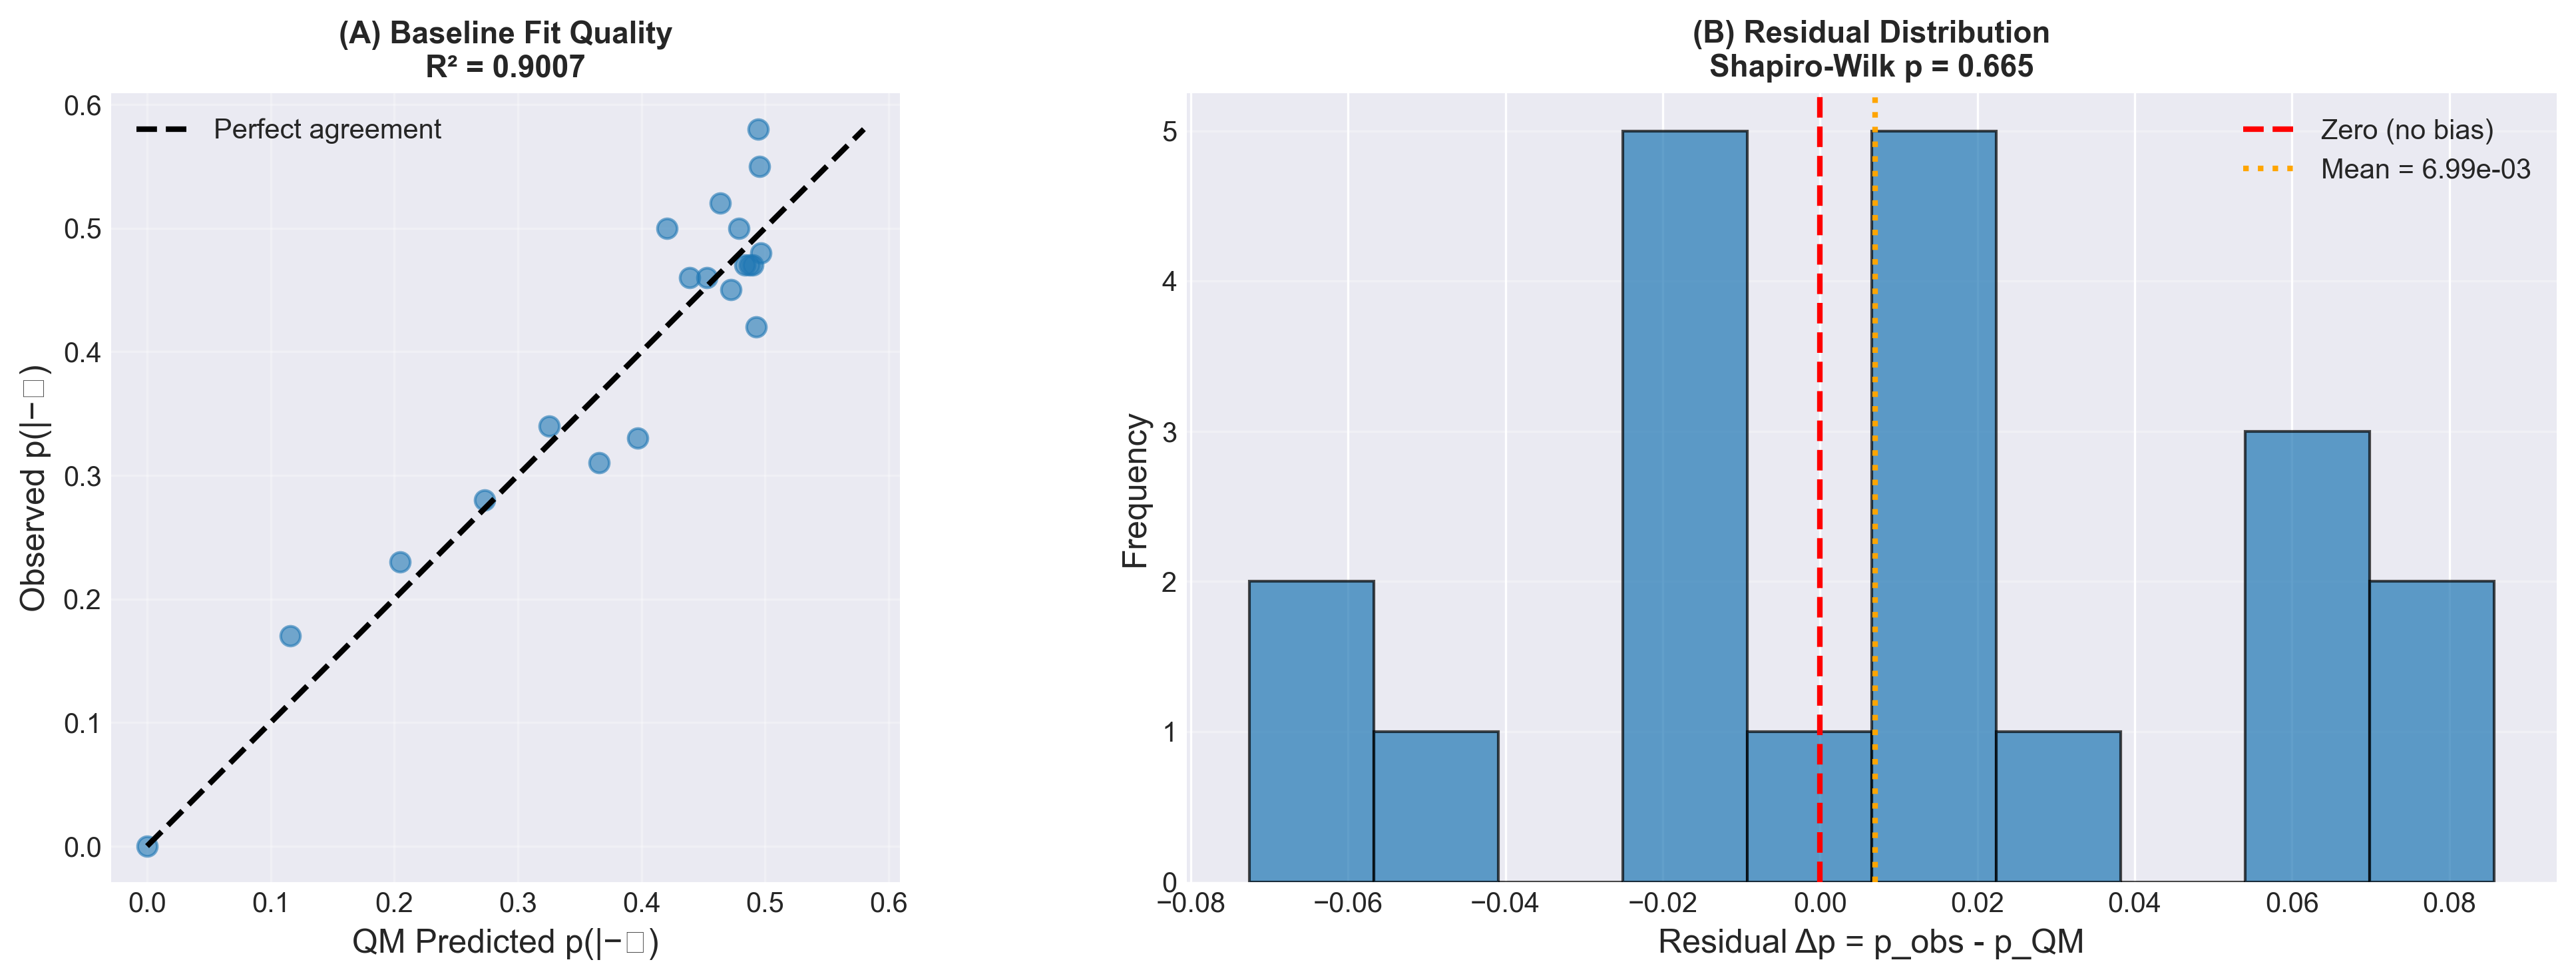 (A) Baseline Fit Quality
R² = 0.9007
Perfect agreement
0.6
0.5
0.4
0.3
0.2
0.1
0.0
Observed p(|−□)
0.0 0.1 0.2 0.3 0.4 0.5 0.6
QM Predicted p(|−□)
(B) Residual Distribution
Shapiro-Wilk p = 0.665
Zero (no bias)
Mean = 6.99e-03
5
4
3
2
1
0
Frequency
−0.08 −0.06 −0.04 −0.02 0.00 0.02 0.04 0.06 0.08
Residual Δp = p_obs - p_QM